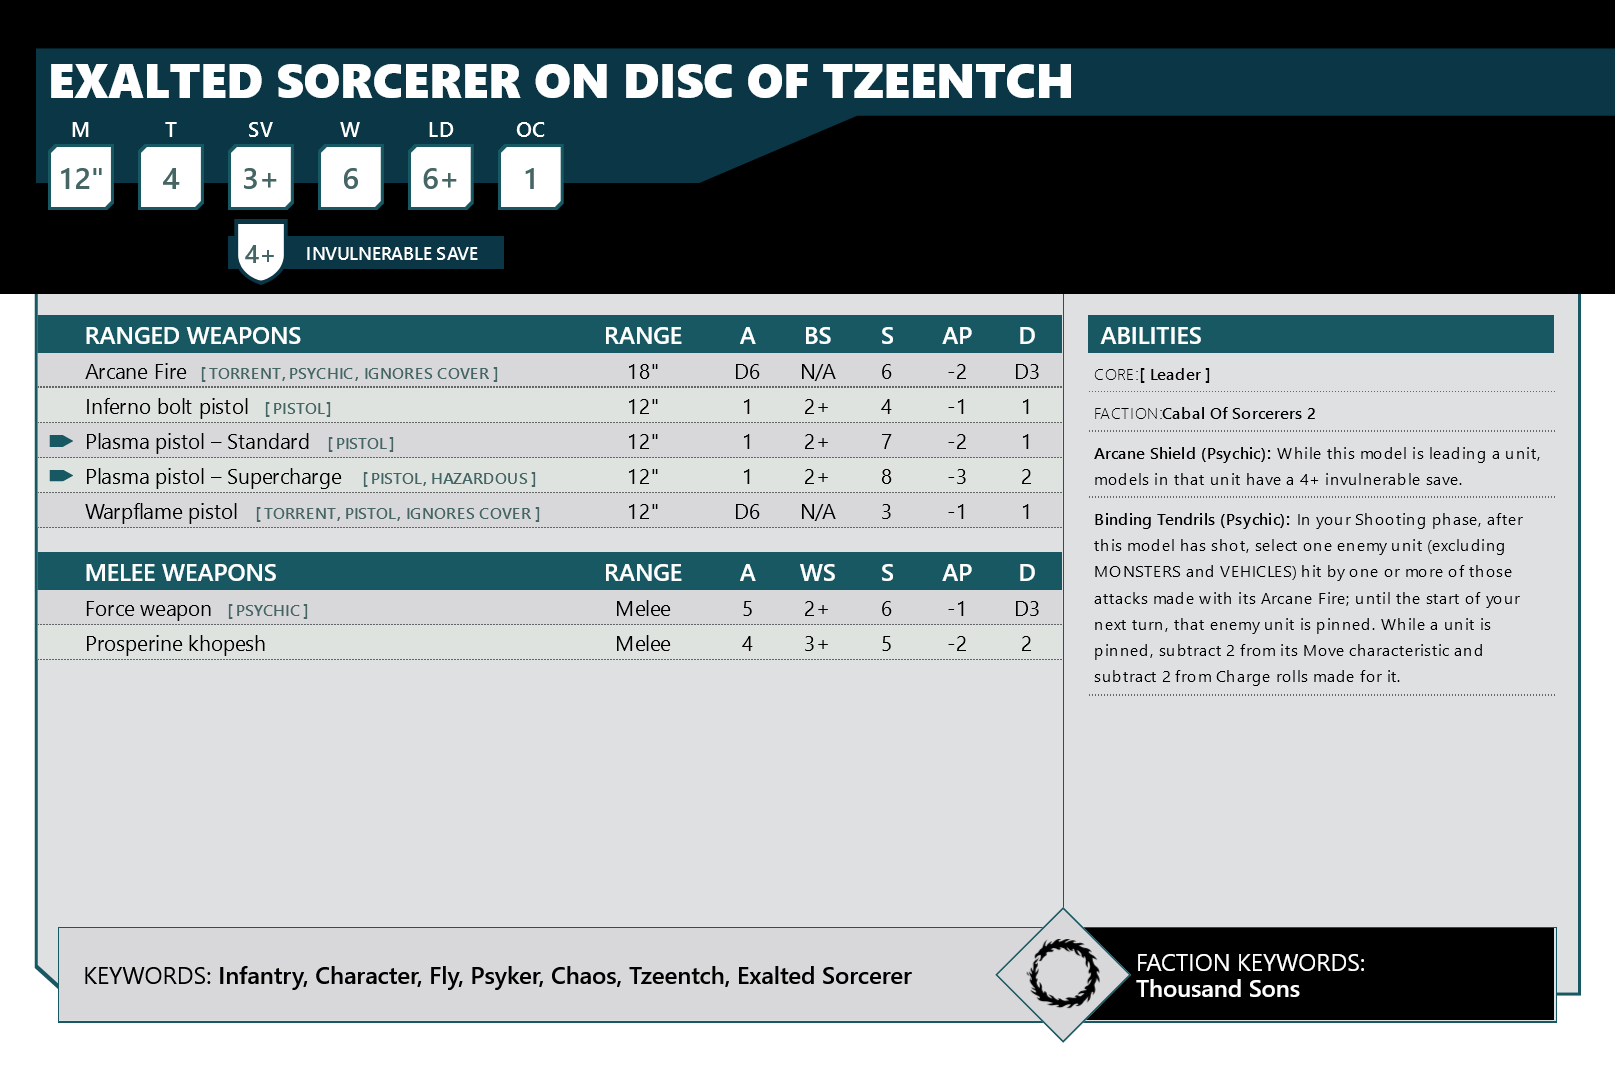 EXALTED SORCERER ON DISC OF TZEENTCH
M T SV W LD OC
12" 4 3+ 6 6+ 1
4+ INVULNERABLE SAVE
RANGED WEAPONS RANGE A BS S AP D
Arcane Fire [ TORRENT, PSYCHIC, IGNORES COVER ] 18" D6 N/A 6 -2 D3
Inferno bolt pistol [ PISTOL] 12" 1 2+ 4 -1 1
Plasma pistol – Standard [ PISTOL ] 12" 1 2+ 7 -2 1
Plasma pistol – Supercharge [ PISTOL, HAZARDOUS ] 12" 1 2+ 8 -3 2
Warpflame pistol [ TORRENT, PISTOL, IGNORES COVER ] 12" D6 N/A 3 -1 1
MELEE WEAPONS RANGE A WS S AP D
Force weapon [ PSYCHIC ] Melee 5 2+ 6 -1 D3
Prosperine khopesh Melee 4 3+ 5 -2 2
ABILITIES
CORE:[ Leader ]
FACTION:Cabal Of Sorcerers 2
Arcane Shield (Psychic): While this model is leading a unit,
models in that unit have a 4+ invulnerable save.
Binding Tendrils (Psychic): In your Shooting phase, after
this model has shot, select one enemy unit (excluding
MONSTERS and VEHICLES) hit by one or more of those
attacks made with its Arcane Fire; until the start of your
next turn, that enemy unit is pinned. While a unit is
pinned, subtract 2 from its Move characteristic and
subtract 2 from Charge rolls made for it.
KEYWORDS: Infantry, Character, Fly, Psyker, Chaos, Tzeentch, Exalted Sorcerer
FACTION KEYWORDS:
Thousand Sons